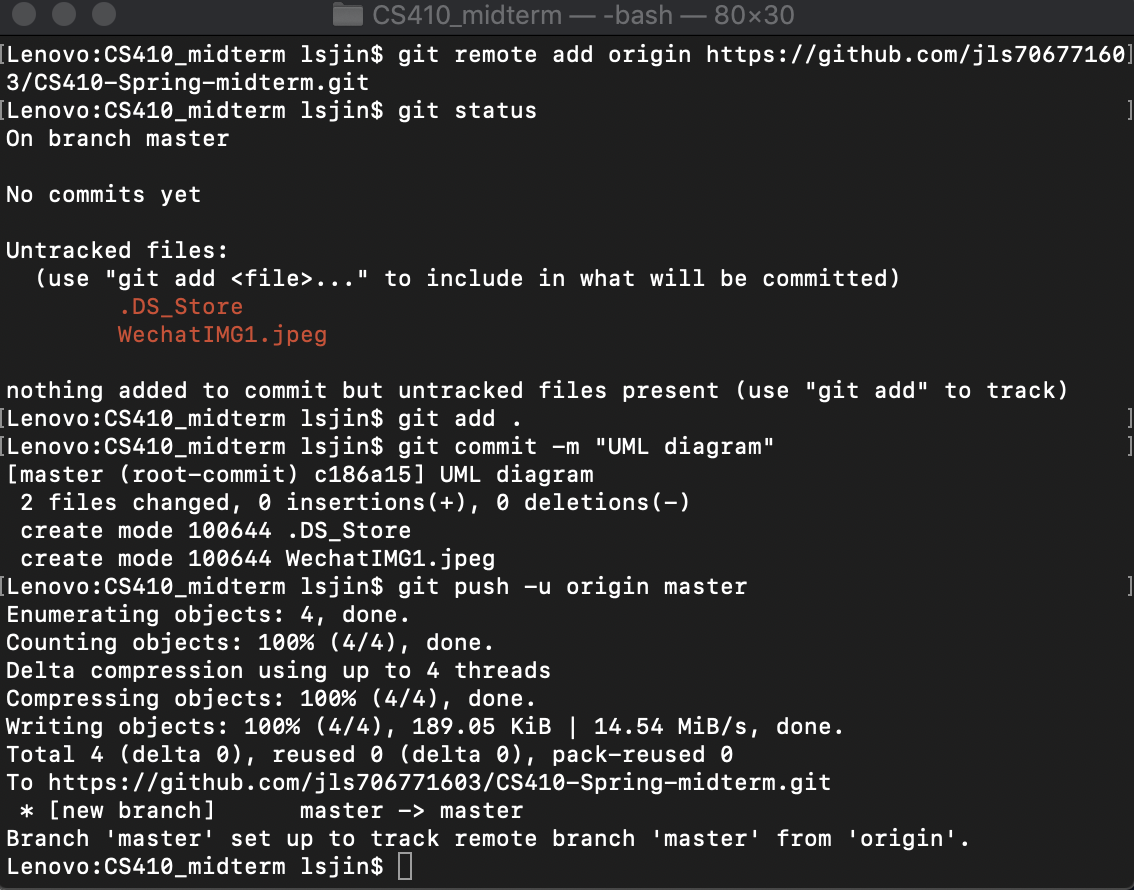 CS410_midterm — -bash — 80×30
[Lenovo:CS410_midterm lsjin$ git remote add origin https://github.com/jls70677160]
3/CS410-Spring-midterm.git
[Lenovo:CS410_midterm lsjin$ git status ]
On branch master
No commits yet
Untracked files:
(use "git add <file>..." to include in what will be committed)
.DS_Store
WechatIMG1.jpeg
nothing added to commit but untracked files present (use "git add" to track)
[Lenovo:CS410_midterm lsjin$ git add . ]
[Lenovo:CS410_midterm lsjin$ git commit -m "UML diagram" ]
[master (root-commit) c186a15] UML diagram
2 files changed, 0 insertions(+), 0 deletions(-)
create mode 100644 .DS_Store
create mode 100644 WechatIMG1.jpeg
[Lenovo:CS410_midterm lsjin$ git push -u origin master ]
Enumerating objects: 4, done.
Counting objects: 100% (4/4), done.
Delta compression using up to 4 threads
Compressing objects: 100% (4/4), done.
Writing objects: 100% (4/4), 189.05 KiB | 14.54 MiB/s, done.
Total 4 (delta 0), reused 0 (delta 0), pack-reused 0
To https://github.com/jls706771603/CS410-Spring-midterm.git
* [new branch] master -> master
Branch 'master' set up to track remote branch 'master' from 'origin'.
Lenovo:CS410_midterm lsjin$